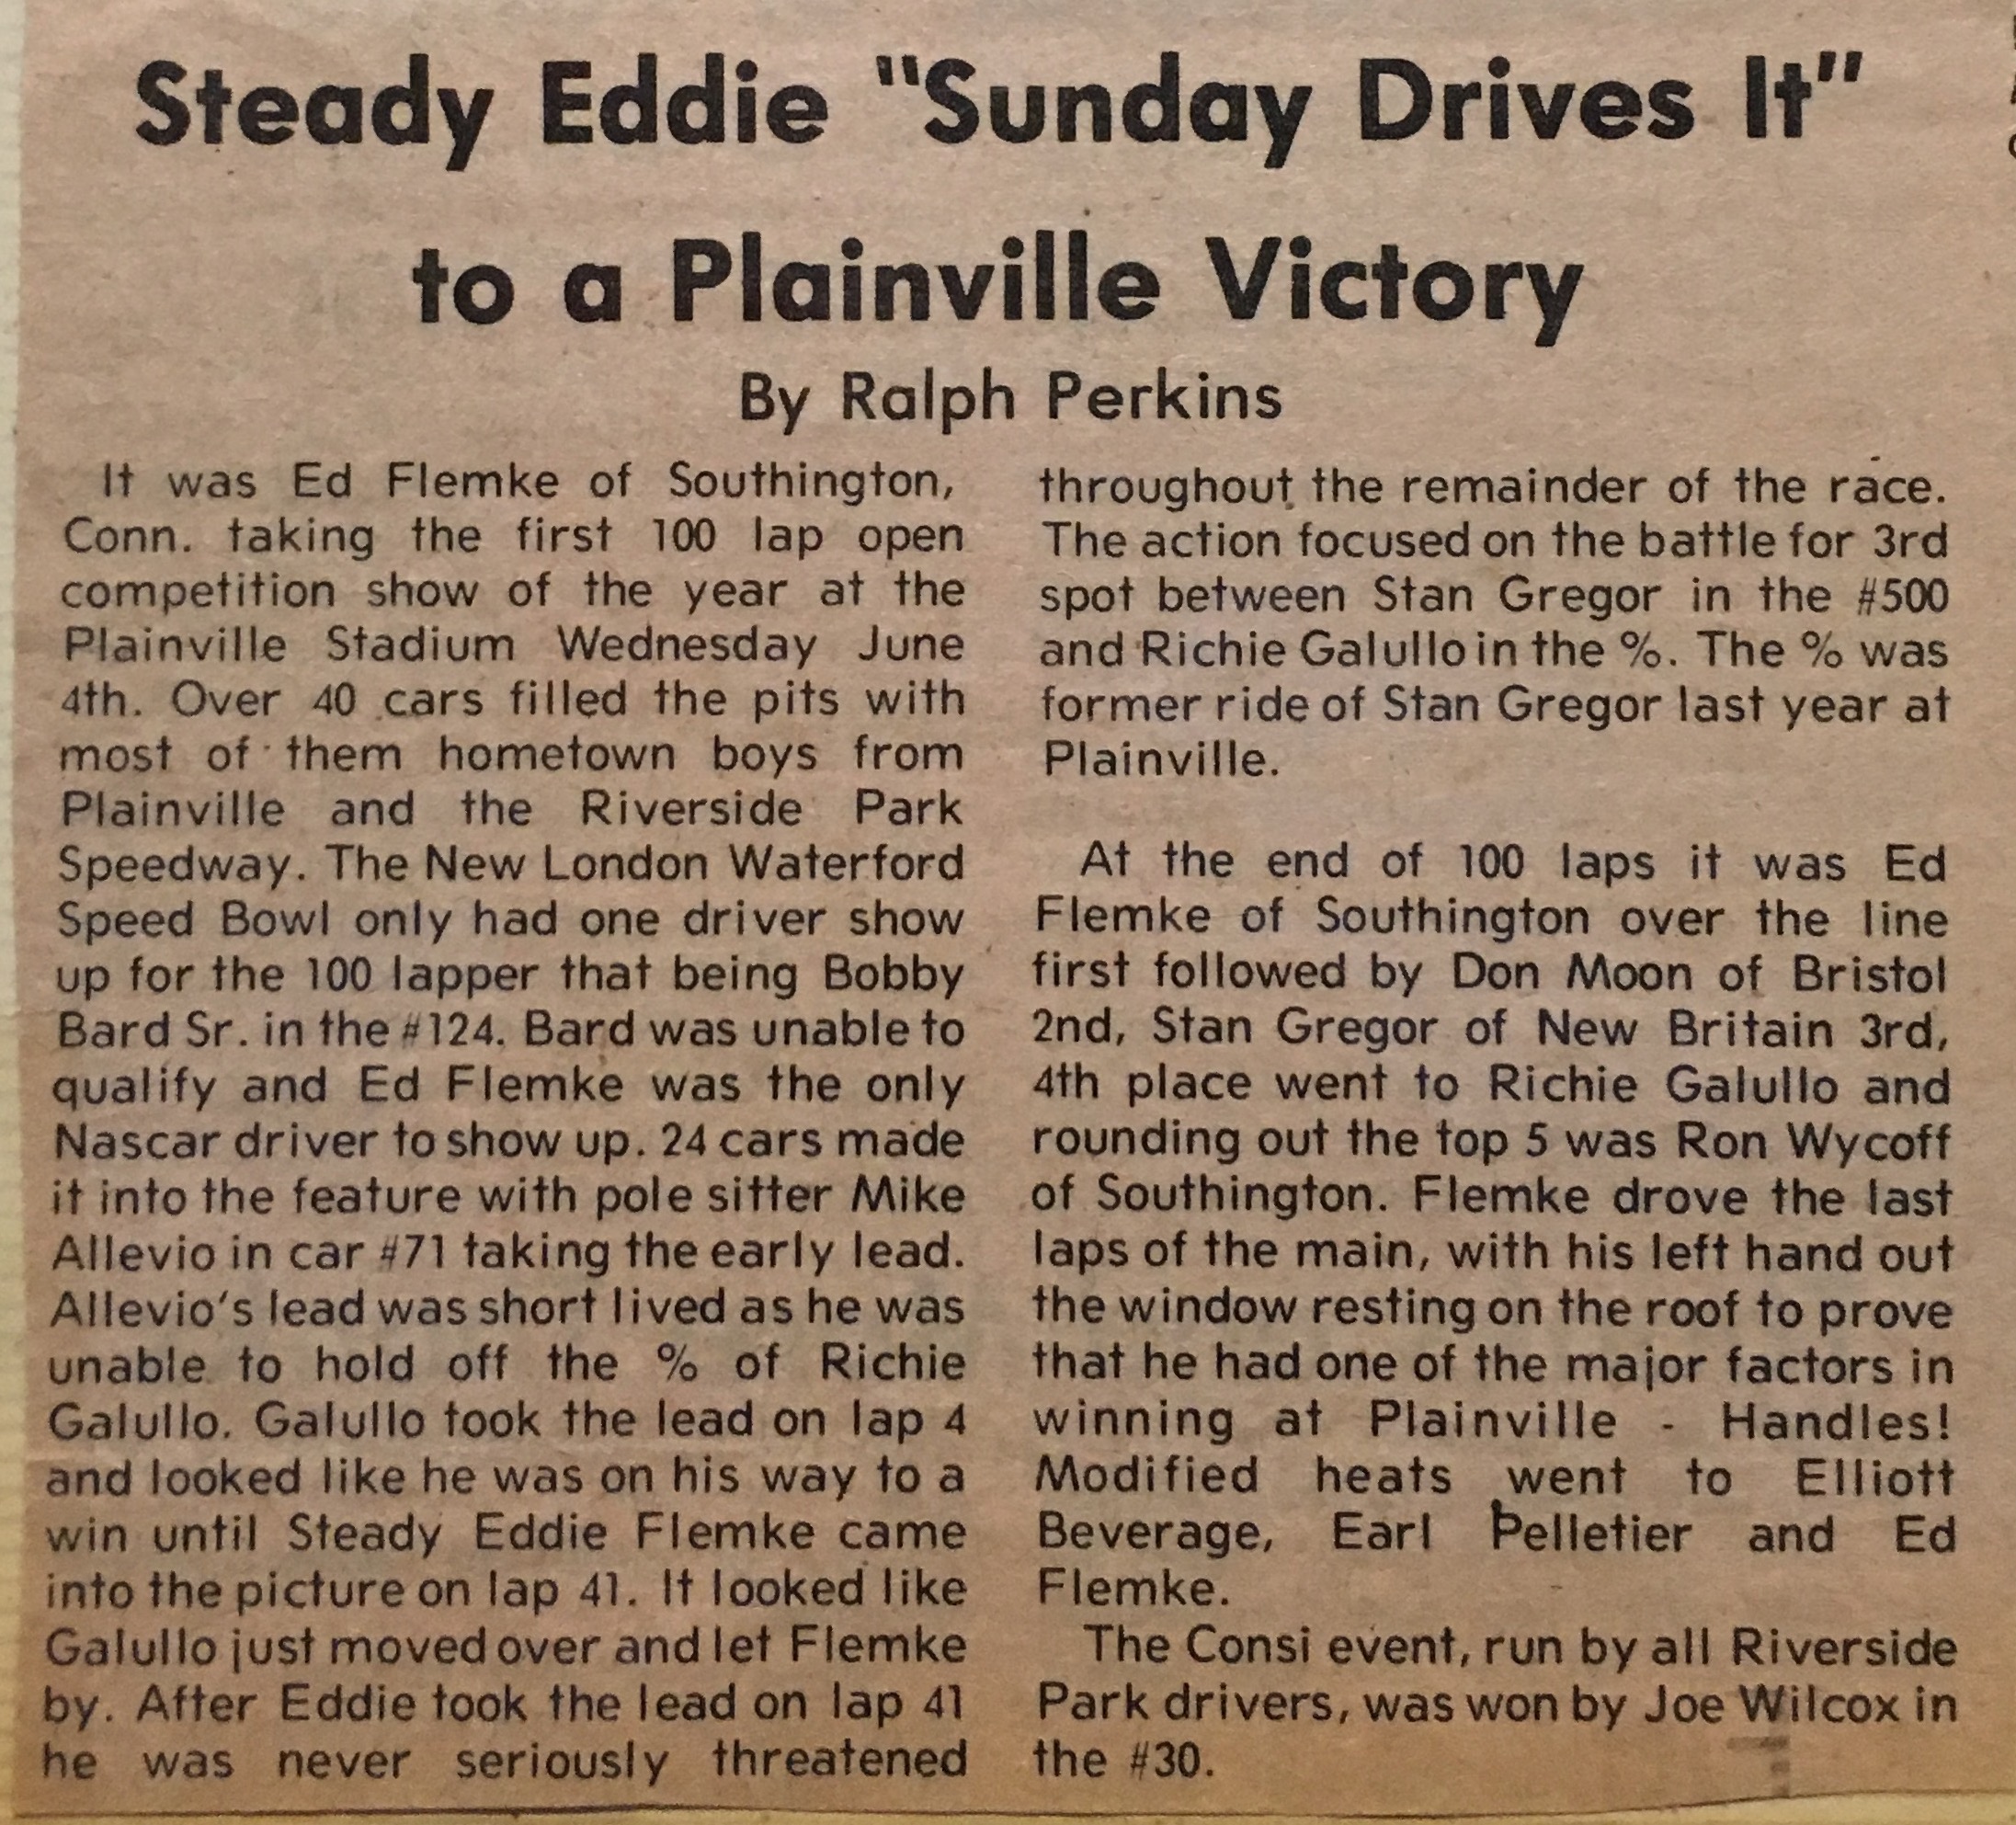 Steady Eddie "Sunday Drives It"
to a Plainville Victory
By Ralph Perkins
It was Ed Flemke of Southington,
Conn. taking the first 100 lap open
competition show of the year at the
Plainville Stadium Wednesday June
4th. Over 40 cars filled the pits with
most of them hometown boys from
Plainville and the Riverside Park
Speedway. The New London Waterford
Speed Bowl only had one driver show
up for the 100 lapper that being Bobby
Bard Sr. in the #124. Bard was unable to
qualify and Ed Flemke was the only
Nascar driver to show up. 24 cars made
it into the feature with pole sitter Mike
Allevio in car #71 taking the early lead.
Allevio's lead was short lived as he was
unable to hold off the % of Richie
Galullo. Galullo took the lead on lap 4
and looked like he was on his way to a
win until Steady Eddie Flemke came
into the picture on lap 41. It looked like
Galullo just moved over and let Flemke
by. After Eddie took the lead on lap 41
he was never seriously threatened
throughout the remainder of the race.
The action focused on the battle for 3rd
spot between Stan Gregor in the #500
and Richie Galullo in the %. The % was
former ride of Stan Gregor last year at
Plainville.
At the end of 100 laps it was Ed
Flemke of Southington over the line
first followed by Don Moon of Bristol
2nd, Stan Gregor of New Britain 3rd,
4th place went to Richie Galullo and
rounding out the top 5 was Ron Wycoff
of Southington. Flemke drove the last
laps of the main, with his left hand out
the window resting on the roof to prove
that he had one of the major factors in
winning at Plainville - Handles!
Modified heats went to Elliott
Beverage, Earl Pelletier and Ed
Flemke.
The Consi event, run by all Riverside
Park drivers, was won by Joe Wilcox in
the #30.